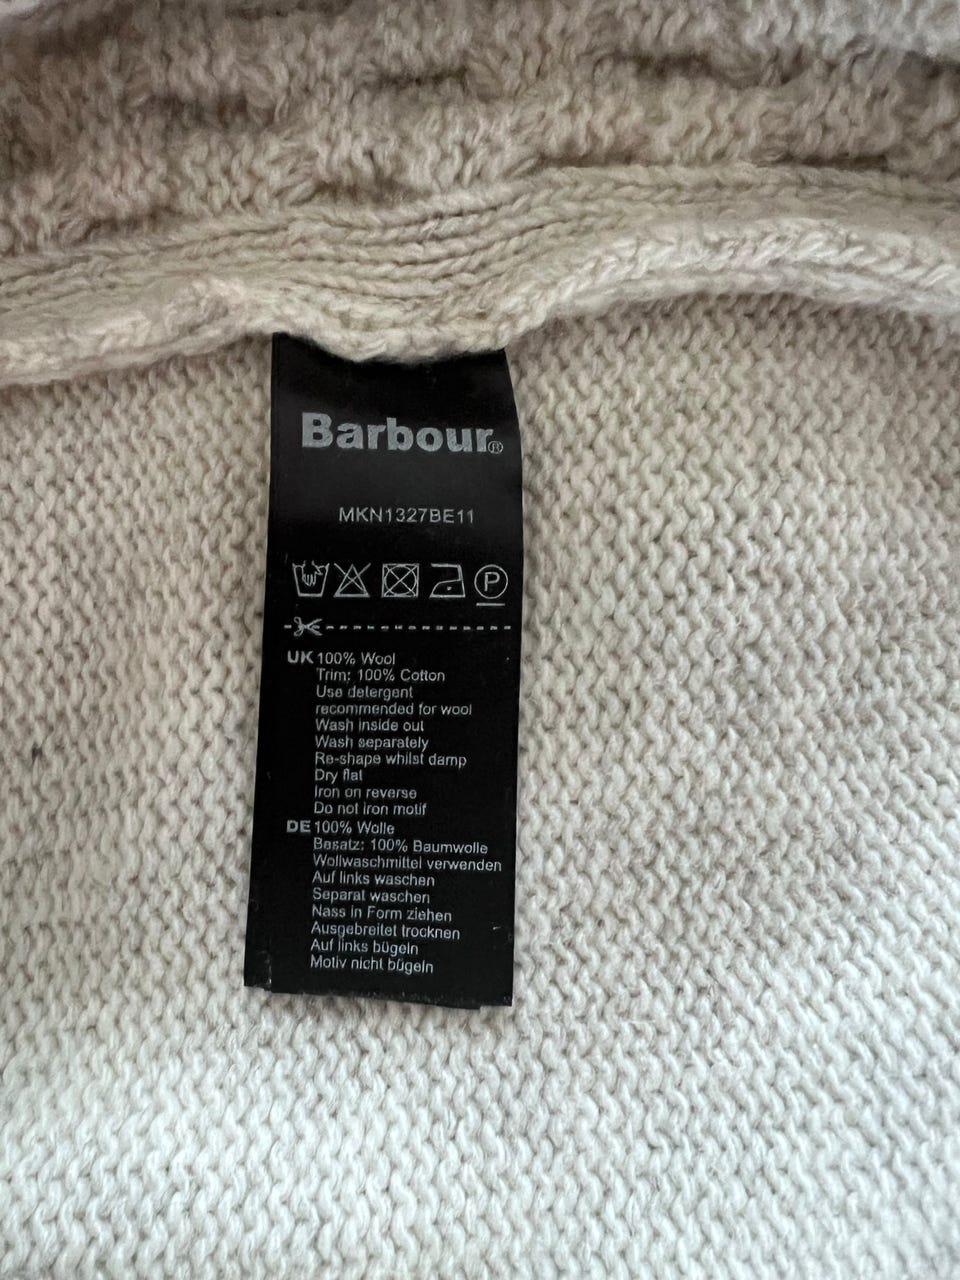 Barbour®
MKN1327BE11
P
UK 100% Wool
Trim: 100% Cotton
Use detergent
recommended for wool
Wash inside out
Wash separately
Re-shape whilst damp
Dry flat
Iron on reverse
Do not iron motif
DE 100% Wolle
Besatz: 100% Baumwolle
Wollwaschmittel verwenden
Auf links waschen
Separat waschen
Nass in Form ziehen
Ausgebreitet trocknen
Auf links bügeln
Motiv nicht bügeln